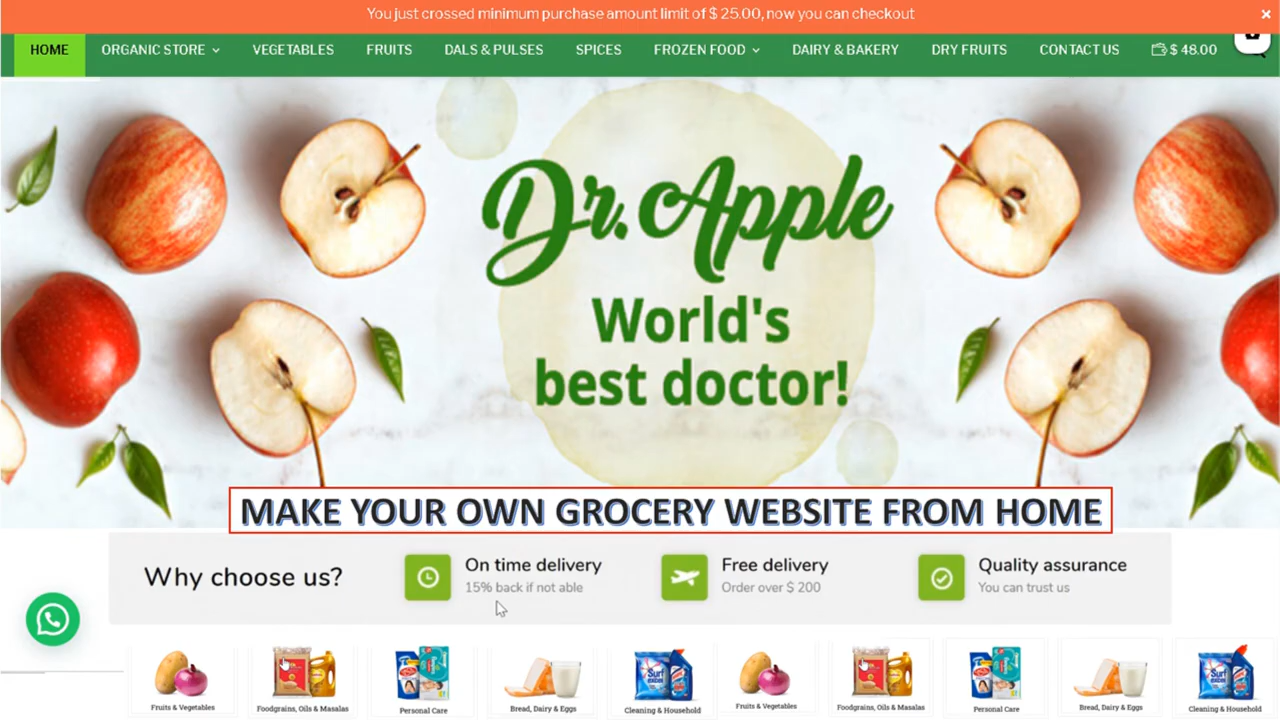 You just crossed minimum purchase amount limit of $ 25.00, now you can checkout ×
HOME ORGANIC STORE VEGETABLES FRUITS DALS & PULSES SPICES FROZEN FOOD DAIRY & BAKERY DRY FRUITS CONTACT US $ 48.00
Dr. Apple
World's
best doctor!
MAKE YOUR OWN GROCERY WEBSITE FROM HOME
Why choose us?
On time delivery
15% back if not able
Free delivery
Order over $ 200
Quality assurance
You can trust us
Surf excel
Surf excel
Fruits & Vegetables Foodgrains, Oils & Masalas Personal Care Bread, Dairy & Eggs Cleaning & Household Fruits & Vegetables Foodgrains, Oils & Masalas Personal Care Bread, Dairy & Eggs Cleaning & Household